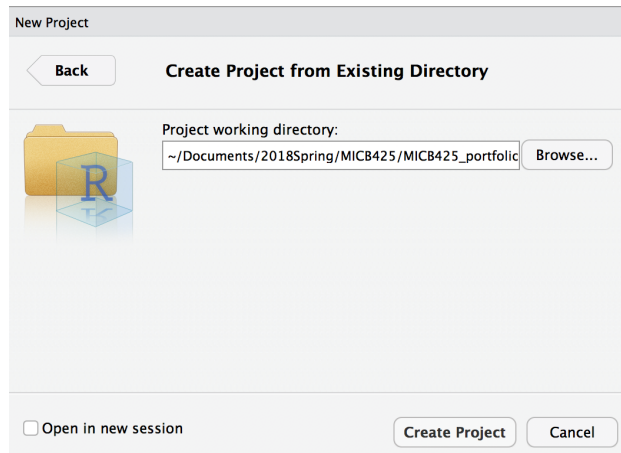 New Project
Back
Create Project from Existing Directory
Project working directory:
~/Documents/2018Spring/MICB425/MICB425_portfolic
Browse...
R
Open in new session
Create Project
Cancel